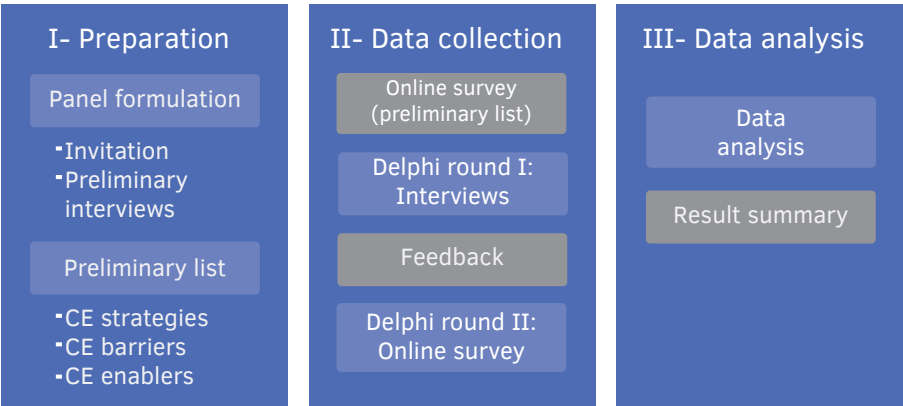 I- Preparation
Panel formulation
-Invitation
-Preliminary
interviews
Preliminary list
-CE strategies
-CE barriers
-CE enablers
II- Data collection
Online survey
(preliminary list)
Delphi round I:
Interviews
Feedback
Delphi round II:
Online survey
III- Data analysis
Data
analysis
Result summary